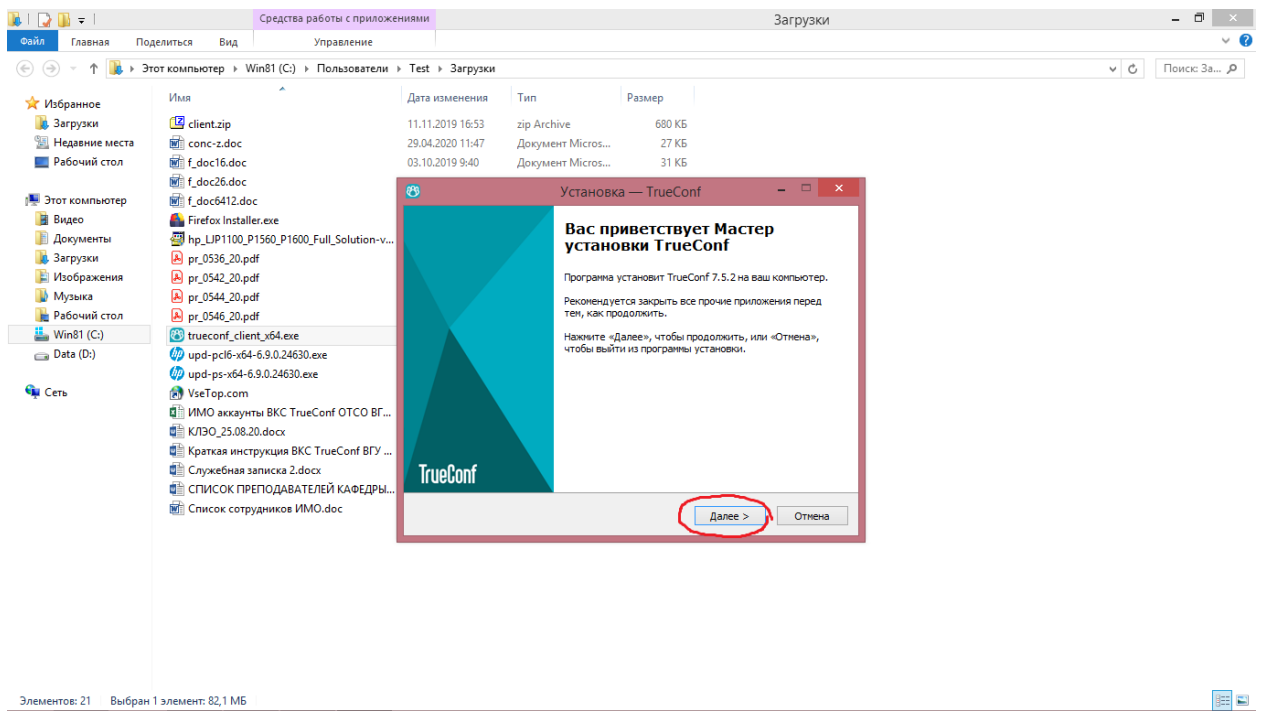 Средства работы с приложениями
Загрузки
Файл Главная Поделиться Вид Управление
Этот компьютер Win81 (C:) Пользователи Test Загрузки
Поиск: За...
Избранное
Загрузки
Недавние места
Рабочий стол
Этот компьютер
Видео
Документы
Загрузки
Изображения
Музыка
Рабочий стол
Win81 (C:)
Data (D:)
Сеть
Имя Дата изменения Тип Размер
client.zip 11.11.2019 16:53 zip Archive 680 КБ
conc-z.doc 29.04.2020 11:47 Документ Micros... 27 КБ
f_doc16.doc 03.10.2019 9:40 Документ Micros... 31 КБ
f_doc26.doc
f_doc6412.doc
Firefox Installer.exe
hp_LJP1100_P1560_P1600_Full_Solution-v...
pr_0536_20.pdf
pr_0542_20.pdf
pr_0544_20.pdf
pr_0546_20.pdf
trueconf_client_x64.exe
upd-pcl6-x64-6.9.0.24630.exe
upd-ps-x64-6.9.0.24630.exe
VseTop.com
ИМО аккаунты ВКС TrueConf ОТСО ВГ...
КЛЭО_25.08.20.docx
Краткая инструкция ВКС TrueConf ВГУ ...
Служебная записка 2.docx
СПИСОК ПРЕПОДАВАТЕЛЕЙ КАФЕДРЫ...
Список сотрудников ИМО.doc
Установка — TrueConf
Вас приветствует Мастер
установки TrueConf
Программа установит TrueConf 7.5.2 на ваш компьютер.
Рекомендуется закрыть все прочие приложения перед
тем, как продолжить.
Нажмите «Далее», чтобы продолжить, или «Отмена»,
чтобы выйти из программы установки.
TrueConf
Далее > Отмена
Элементов: 21 Выбран 1 элемент: 82,1 МБ